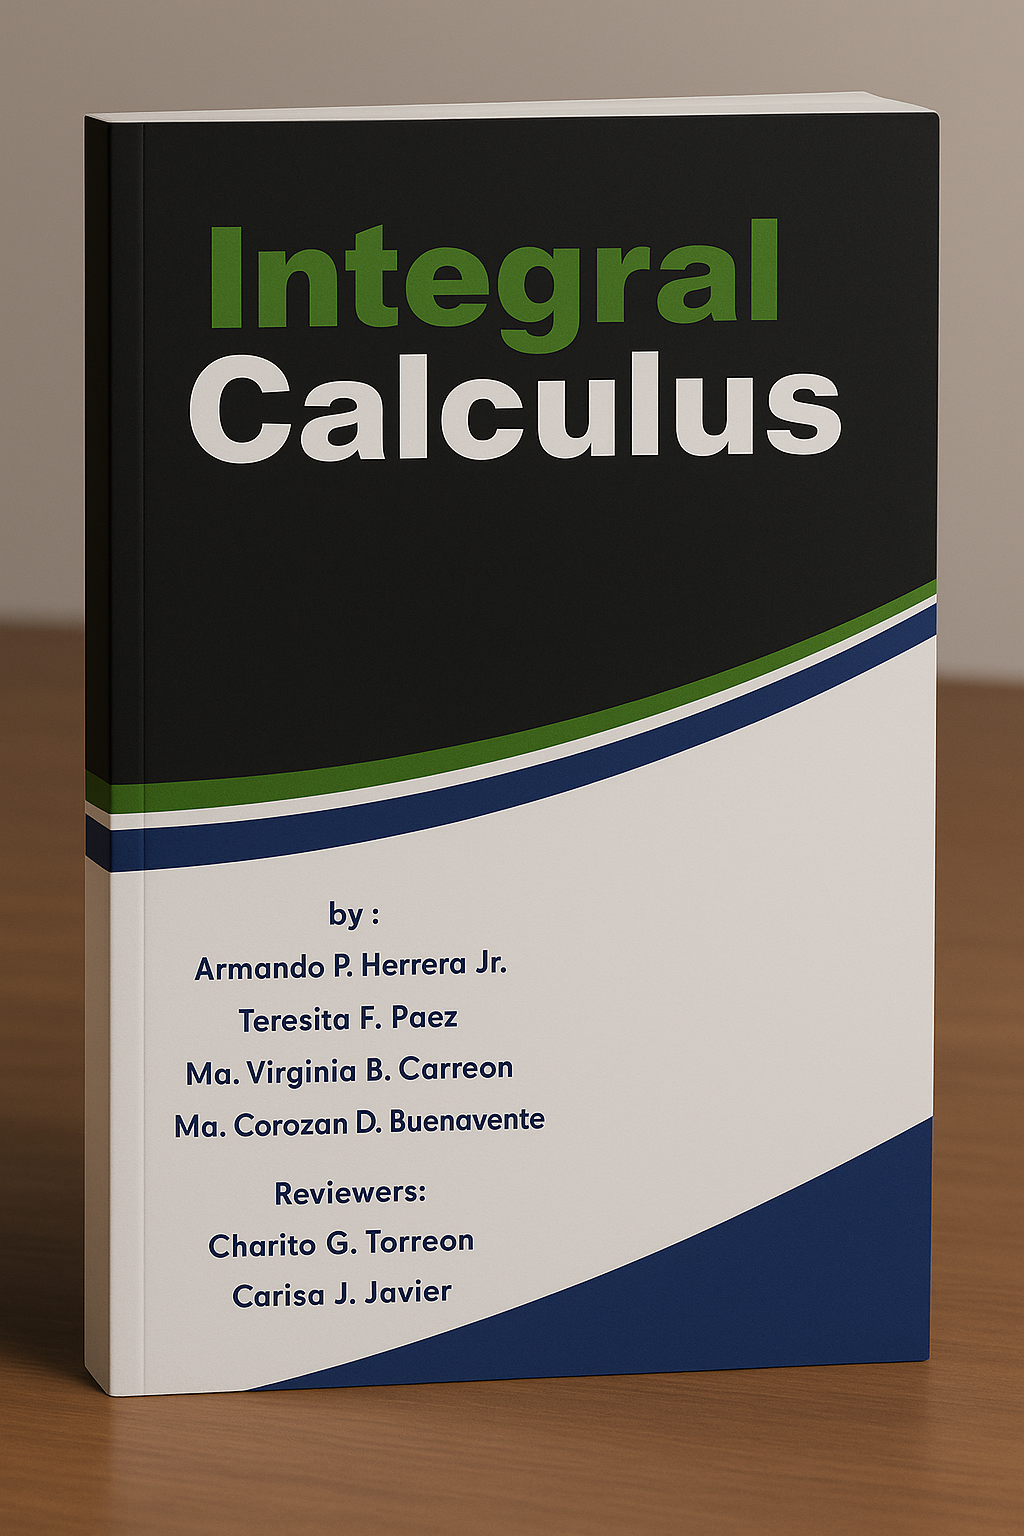 Integral
Calculus
by :
Armando P. Herrera Jr.
Teresita F. Paez
Ma. Virginia B. Carreon
Ma. Corozan D. Buenavente
Reviewers:
Charito G. Torreon
Carisa J. Javier